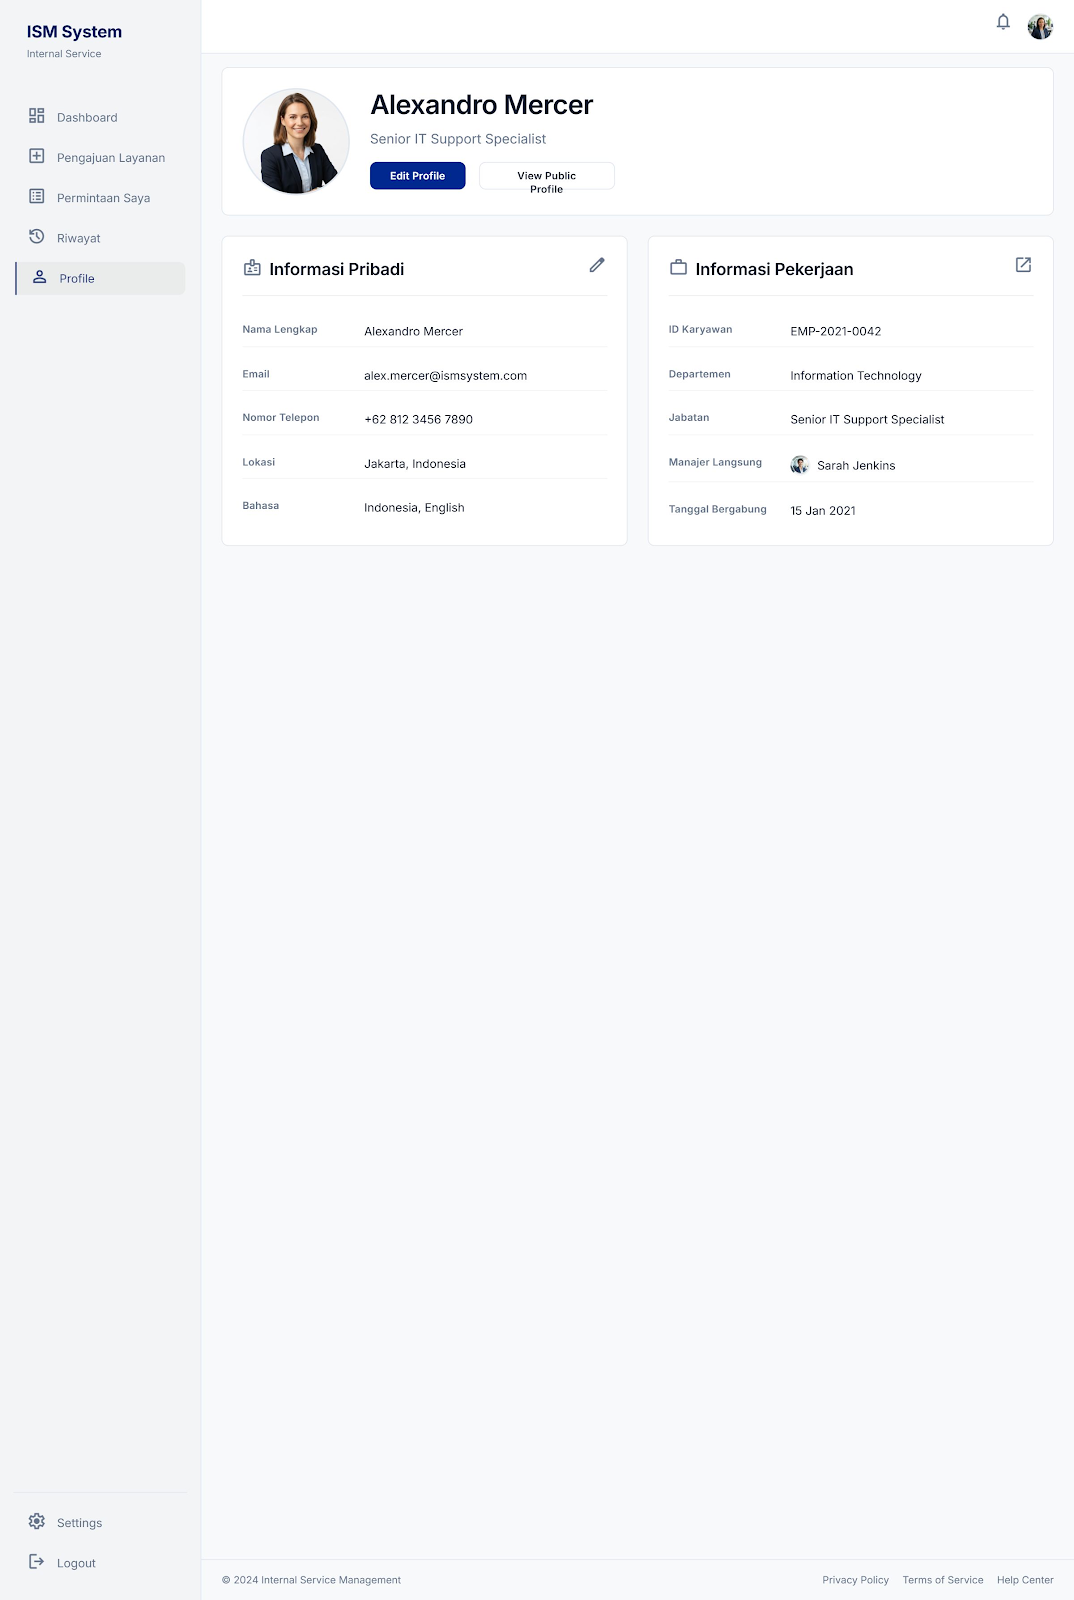 ISM System
Internal Service
Dashboard
Pengajuan Layanan
Permintaan Saya
Riwayat
Profile
Settings
Logout
Alexandro Mercer
Senior IT Support Specialist
Edit Profile
View Public
Profile
Informasi Pribadi
Nama Lengkap Alexandro Mercer
Email alex.mercer@ismsystem.com
Nomor Telepon +62 812 3456 7890
Lokasi Jakarta, Indonesia
Bahasa Indonesia, English
Informasi Pekerjaan
ID Karyawan EMP-2021-0042
Departemen Information Technology
Jabatan Senior IT Support Specialist
Manajer Langsung Sarah Jenkins
Tanggal Bergabung 15 Jan 2021
© 2024 Internal Service Management
Privacy Policy Terms of Service Help Center